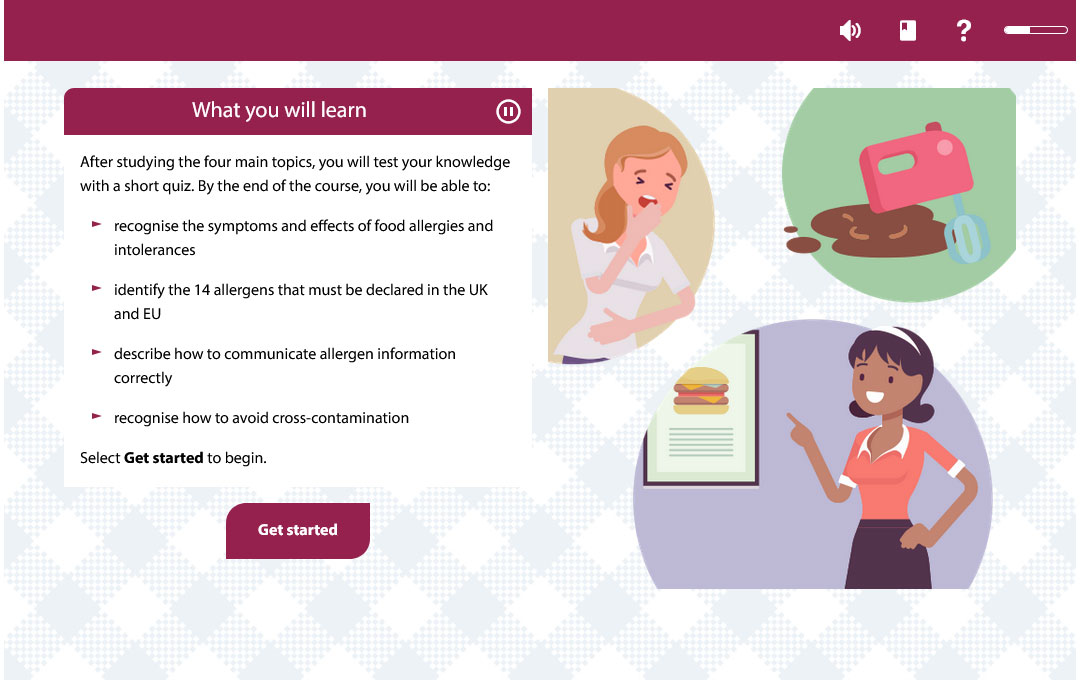 What you will learn
After studying the four main topics, you will test your knowledge
with a short quiz. By the end of the course, you will be able to:
recognise the symptoms and effects of food allergies and
intolerances
identify the 14 allergens that must be declared in the UK
and EU
describe how to communicate allergen information
correctly
recognise how to avoid cross-contamination
Select Get started to begin.
Get started